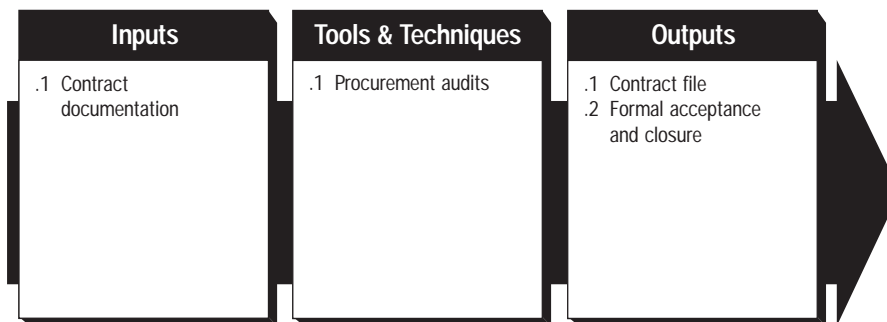 Inputs
.1 Contract
documentation
Tools & Techniques
.1 Procurement audits
Outputs
.1 Contract file
.2 Formal acceptance
and closure